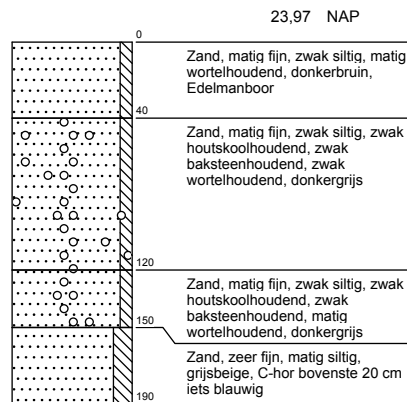 23,97 NAP
0
Zand, matig fijn, zwak siltig, matig
wortelhoudend, donkerbruin,
Edelmanboor
40
Zand, matig fijn, zwak siltig, zwak
houtskoolhoudend, zwak
baksteenhoudend, zwak
wortelhoudend, donkergrijs
120
Zand, matig fijn, zwak siltig, zwak
houtskoolhoudend, zwak
baksteenhoudend, matig
wortelhoudend, donkergrijs
150
Zand, zeer fijn, matig siltig,
grijsbeige, C-hor bovenste 20 cm
iets blauwig
190